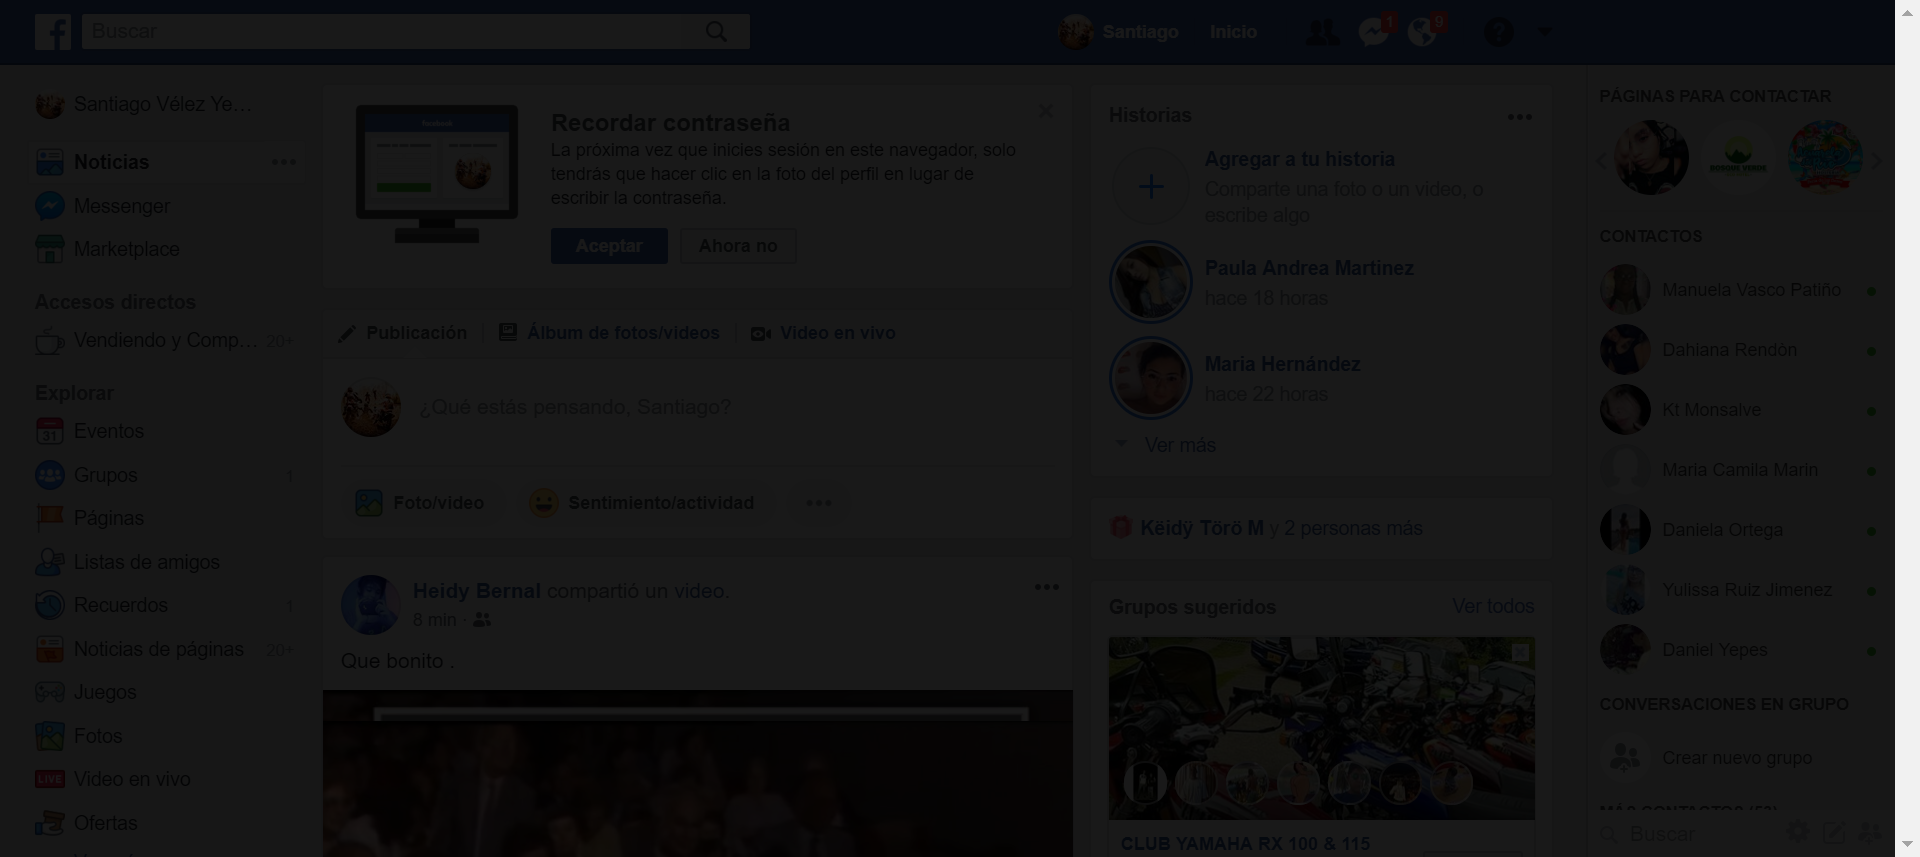 Buscar
Santiago
Inicio
1
9
?
Santiago Vélez Ye...
Noticias
Messenger
Marketplace
Accesos directos
Vendiendo y Comp... 20+
Explorar
31
Eventos
Grupos 1
Páginas
Listas de amigos
Recuerdos 1
Noticias de páginas 20+
Juegos
Fotos
LIVE
Video en vivo
Ofertas
facebook
Recordar contraseña
La próxima vez que inicies sesión en este navegador, solo
tendrás que hacer clic en la foto del perfil en lugar de
escribir la contraseña.
Aceptar
Ahora no
Publicación
Álbum de fotos/videos
Video en vivo
¿Qué estás pensando, Santiago?
Foto/video
Sentimiento/actividad
Heidy Bernal compartió un video.
8 min ·
Que bonito .
Historias
Agregar a tu historia
Comparte una foto o un video, o
escribe algo
Paula Andrea Martinez
hace 18 horas
Maria Hernández
hace 22 horas
Ver más
Këidÿ Törö M y 2 personas más
Grupos sugeridos
Ver todos
CLUB YAMAHA RX 100 & 115
PÁGINAS PARA CONTACTAR
CONTACTOS
Manuela Vasco Patiño
Dahiana Rendón
Kt Monsalve
Maria Camila Marin
Daniela Ortega
Yulissa Ruiz Jimenez
Daniel Yepes
CONVERSACIONES EN GRUPO
Crear nuevo grupo
Buscar